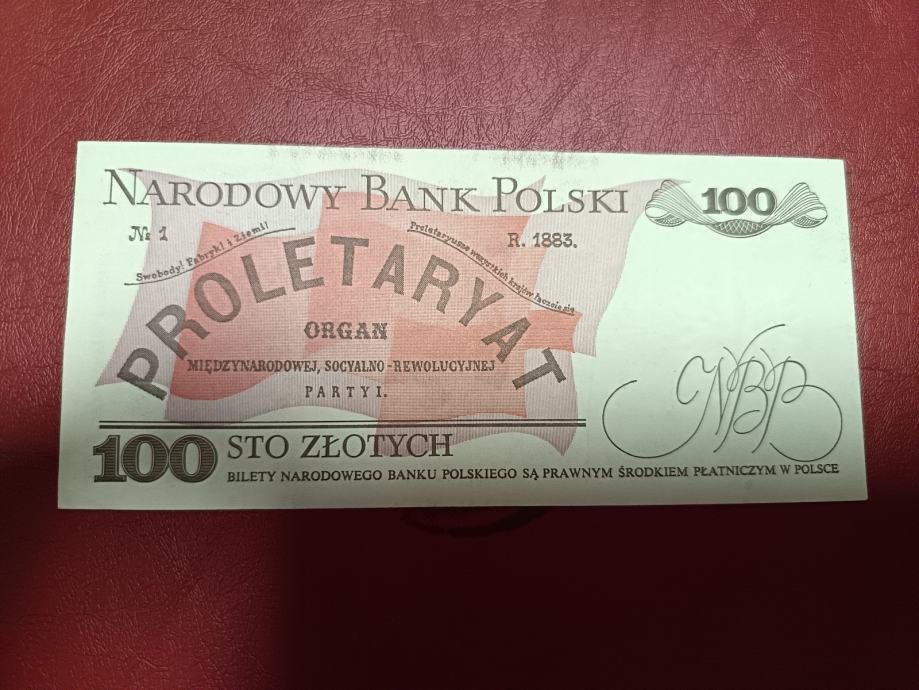 NARODOWY BANK POLSKI
100
№ 1
R. 1883.
Swobody! Fabryk! i Ziemi!
Proletaryusze wszystkich krajów łączcie się
PROLETARYAT
ORGAN
MIĘDZYNARODOWEJ, SOCYALNO-REWOLUCYJNEJ
PARTYI.
NBP
100 STO ZŁOTYCH
BILETY NARODOWEGO BANKU POLSKIEGO SĄ PRAWNYM ŚRODKIEM PŁATNICZYM W POLSCE